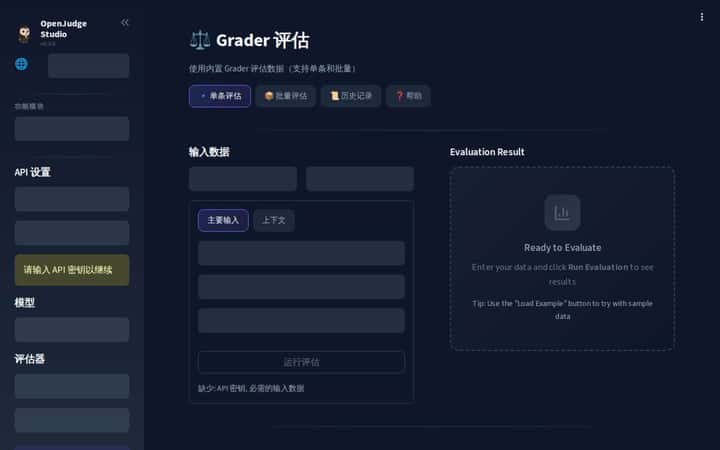 OpenJudge
Studio
功能模块
API 设置
请输入 API 密钥以继续
模型
评估器
⚖️ Grader 评估
使用内置 Grader 评估数据（支持单条和批量）
🔹 单条评估
📦 批量评估
📜 历史记录
❓ 帮助
输入数据
主要输入
上下文
运行评估
缺少: API 密钥, 必需的输入数据
Evaluation Result
Ready to Evaluate
Enter your data and click Run Evaluation to see
results
Tip: Use the "Load Example" button to try with sample
data